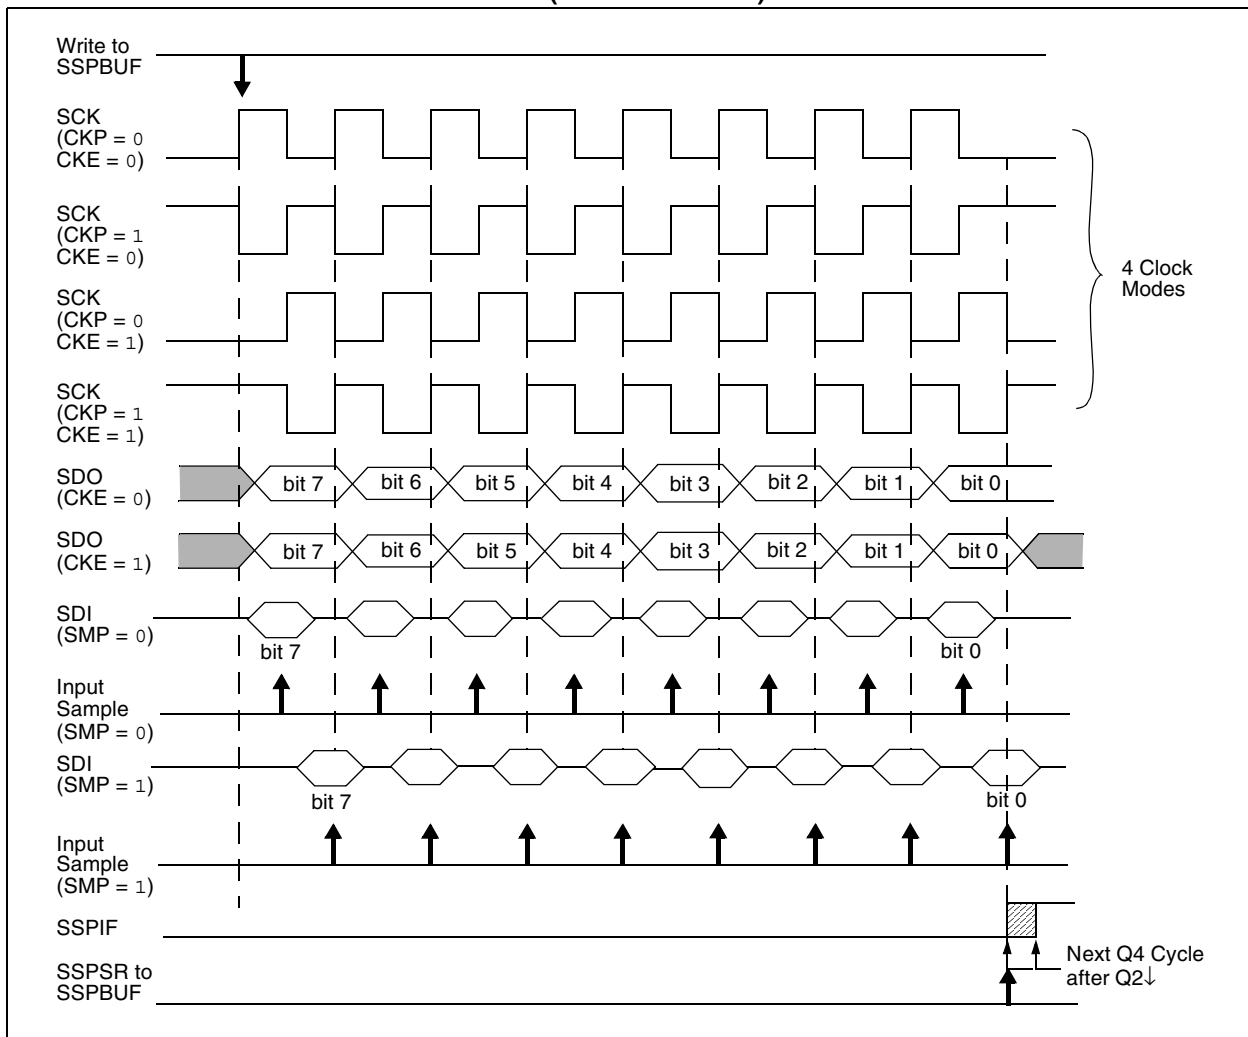 Write to
SSPBUF
SCK
(CKP = 0
CKE = 0)
SCK
(CKP = 1
CKE = 0)
SCK
(CKP = 0
CKE = 1)
SCK
(CKP = 1
CKE = 1)
4 Clock
Modes
SDO
(CKE = 0)
bit 7 bit 6 bit 5 bit 4 bit 3 bit 2 bit 1 bit 0
SDO
(CKE = 1)
bit 7 bit 6 bit 5 bit 4 bit 3 bit 2 bit 1 bit 0
SDI
(SMP = 0)
bit 7 bit 0
Input
Sample
(SMP = 0)
SDI
(SMP = 1)
bit 7 bit 0
Input
Sample
(SMP = 1)
SSPIF
Next Q4 Cycle
after Q2↓
SSPSR to
SSPBUF